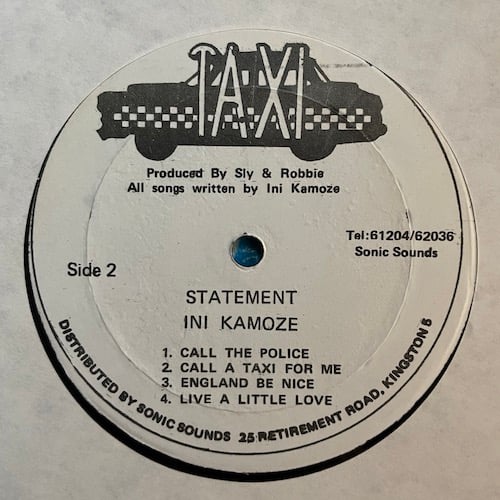 TAXI
Produced By Sly & Robbie
All songs written by Ini Kamoze
Tel:61204/62036
Sonic Sounds
Side 2
STATEMENT
INI KAMOZE
1. CALL THE POLICE
2. CALL A TAXI FOR ME
3. ENGLAND BE NICE
4. LIVE A LITTLE LOVE
DISTRIBUTED BY SONIC SOUNDS 25 RETIREMENT ROAD, KINGSTON 5